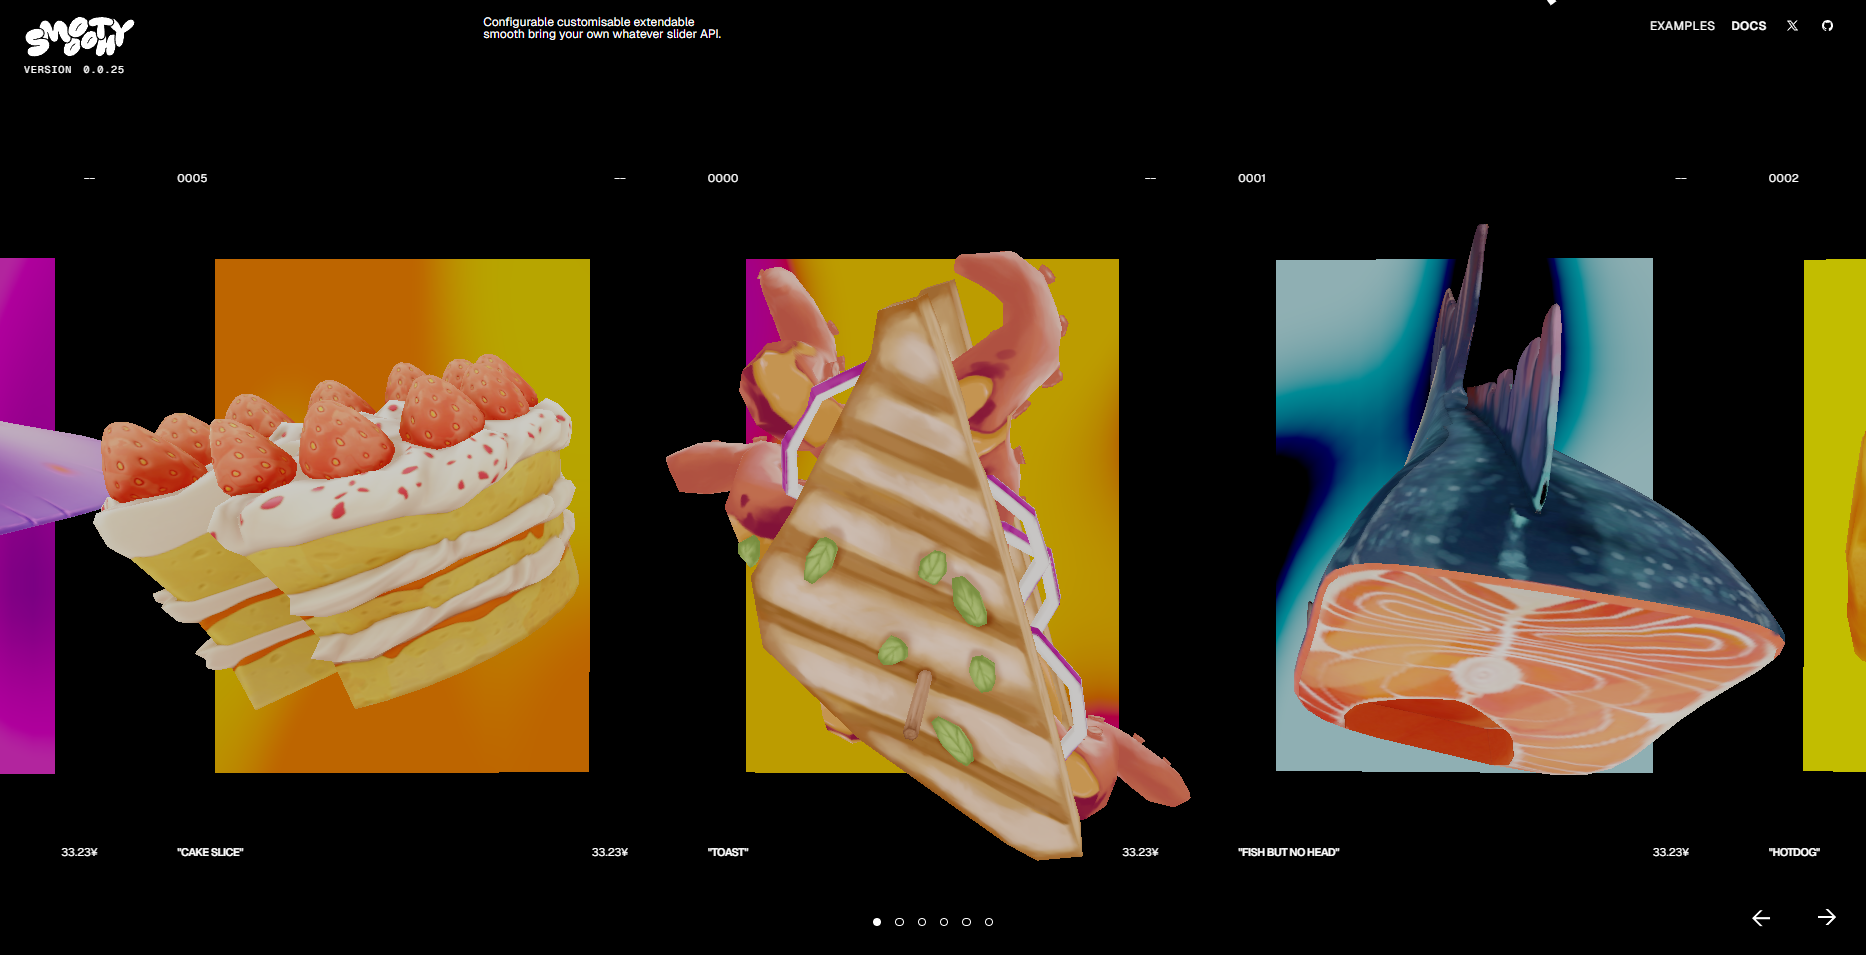 SMOOTHY
VERSION 0.0.25
Configurable customisable extendable
smooth bring your own whatever slider API.
EXAMPLES DOCS
— 0005 — 0000 — 0001 — 0002
33.23¥ "CAKE SLICE" 33.23¥ "TOAST" 33.23¥ "FISH BUT NO HEAD" 33.23¥ "HOTDOG"